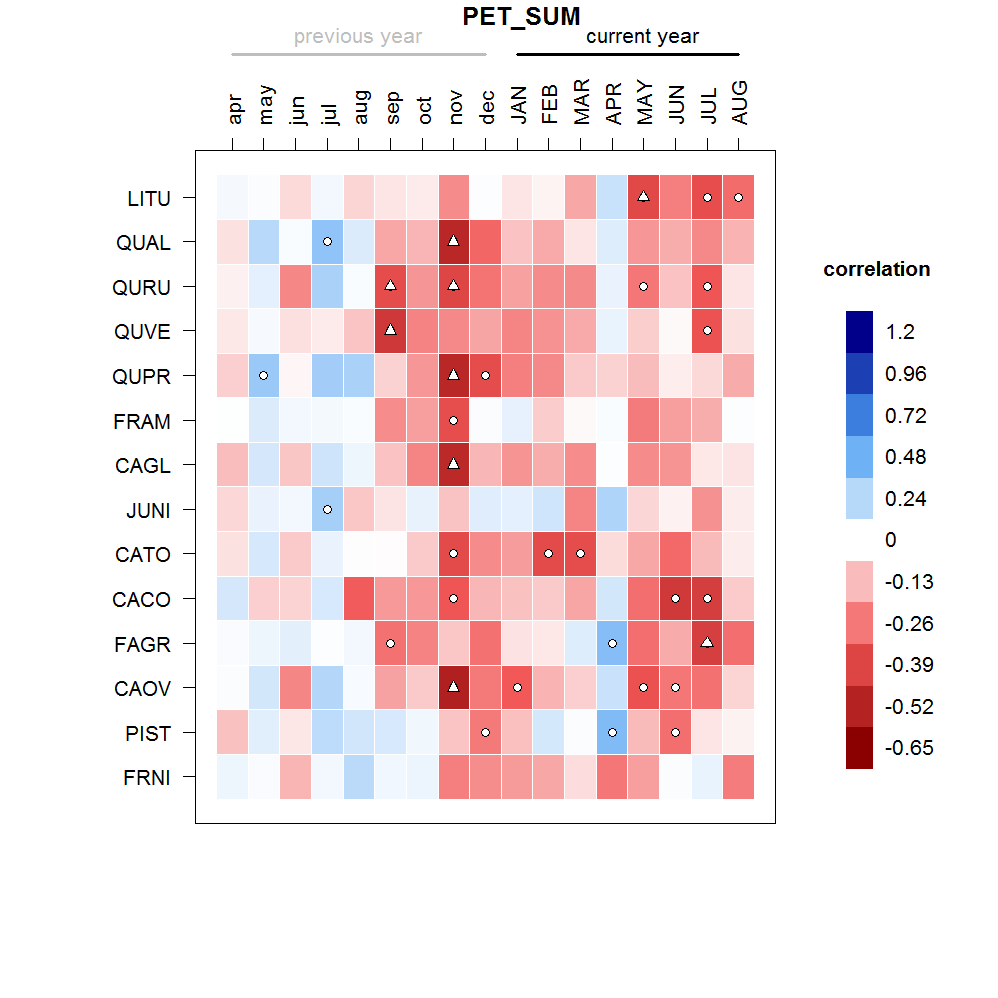 PET_SUM
previous year
current year
apr may jun jul aug sep oct nov dec JAN FEB MAR APR MAY JUN JUL AUG
LITU
QUAL
QURU
QUVE
QUPR
FRAM
CAGL
JUNI
CATO
CACO
FAGR
CAOV
PIST
FRNI
correlation
1.2
0.96
0.72
0.48
0.24
0
-0.13
-0.26
-0.39
-0.52
-0.65